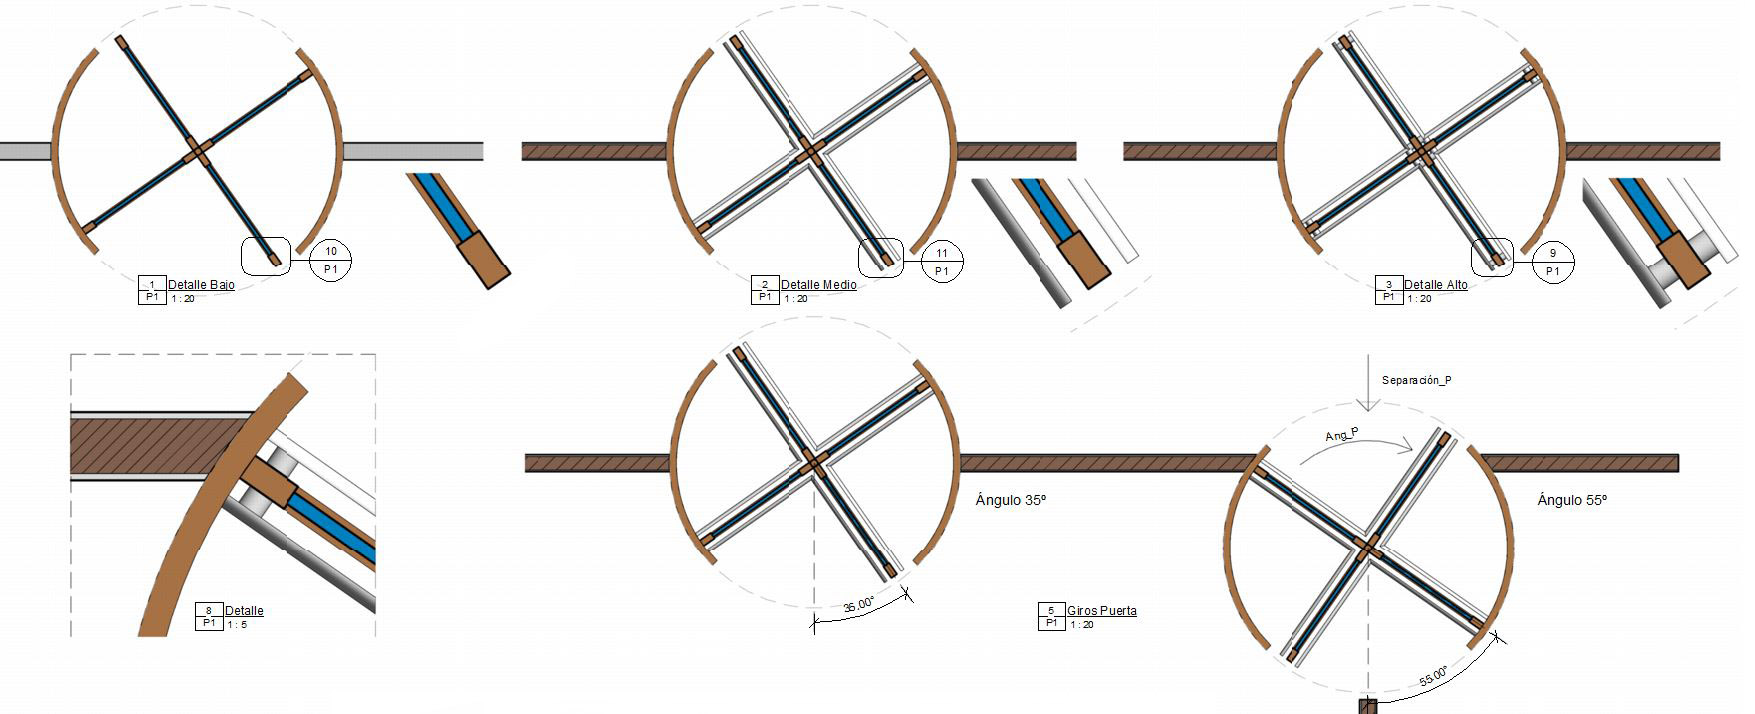 10
P1
1
P1
Detalle Bajo
1 : 20
11
P1
2
P1
Detalle Medio
1 : 20
9
P1
3
P1
Detalle Alto
1 : 20
8
P1
Detalle
1 : 5
35.00°
Ángulo 35º
5
P1
Giros Puerta
1 : 20
Separación_P
Ang_P
Ángulo 55º
55.00°